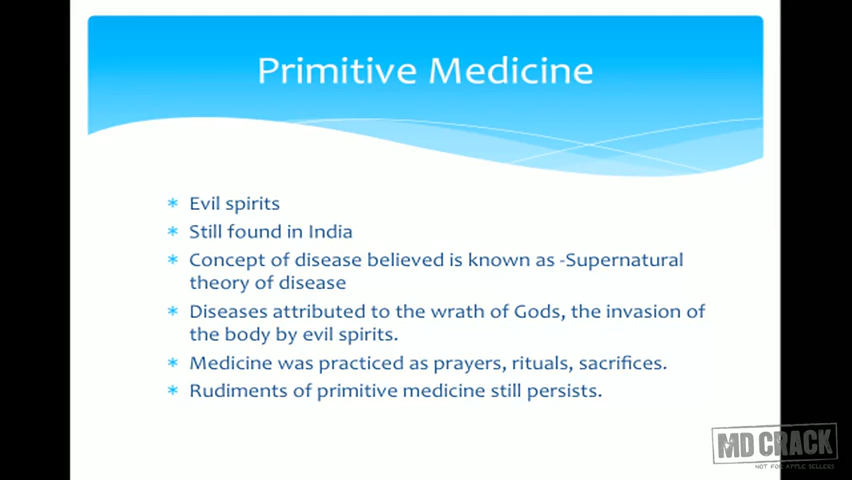 Primitive Medicine
* Evil spirits
* Still found in India
* Concept of disease believed is known as -Supernatural
theory of disease
* Diseases attributed to the wrath of Gods, the invasion of
the body by evil spirits.
* Medicine was practiced as prayers, rituals, sacrifices.
* Rudiments of primitive medicine still persists.
MD CRACK
NOT FOR APPLE SELLERS